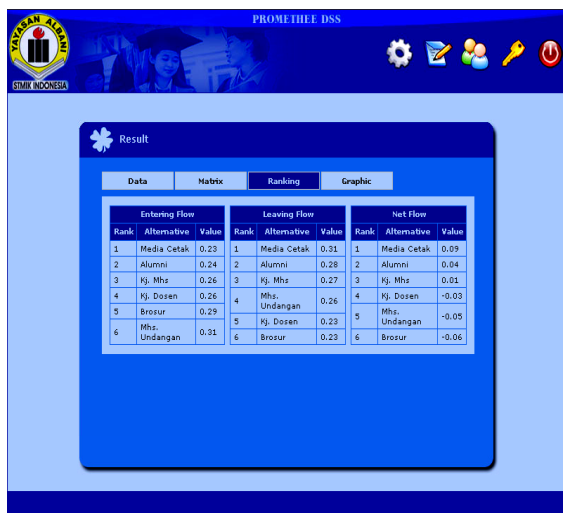 PROMETHEE DSS
YAYASAN ALBANI
STMIK INDONESIA
Result
Data Matrix Ranking Graphic
Entering Flow
Rank Alternative Value
1 Media Cetak 0.23
2 Alumni 0.24
3 Kj. Mhs 0.26
4 Kj. Dosen 0.26
5 Brosur 0.29
6 Mhs. Undangan 0.31
Leaving Flow
Rank Alternative Value
1 Media Cetak 0.31
2 Alumni 0.28
3 Kj. Mhs 0.27
4 Mhs. Undangan 0.26
5 Kj. Dosen 0.23
6 Brosur 0.23
Net Flow
Rank Alternative Value
1 Media Cetak 0.09
2 Alumni 0.04
3 Kj. Mhs 0.01
4 Kj. Dosen -0.03
5 Mhs. Undangan -0.05
6 Brosur -0.06